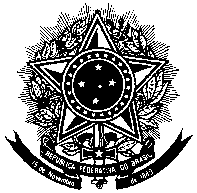 REPÚBLICA FEDERATIVA DO BRASIL
15 de Novembro
de 1889